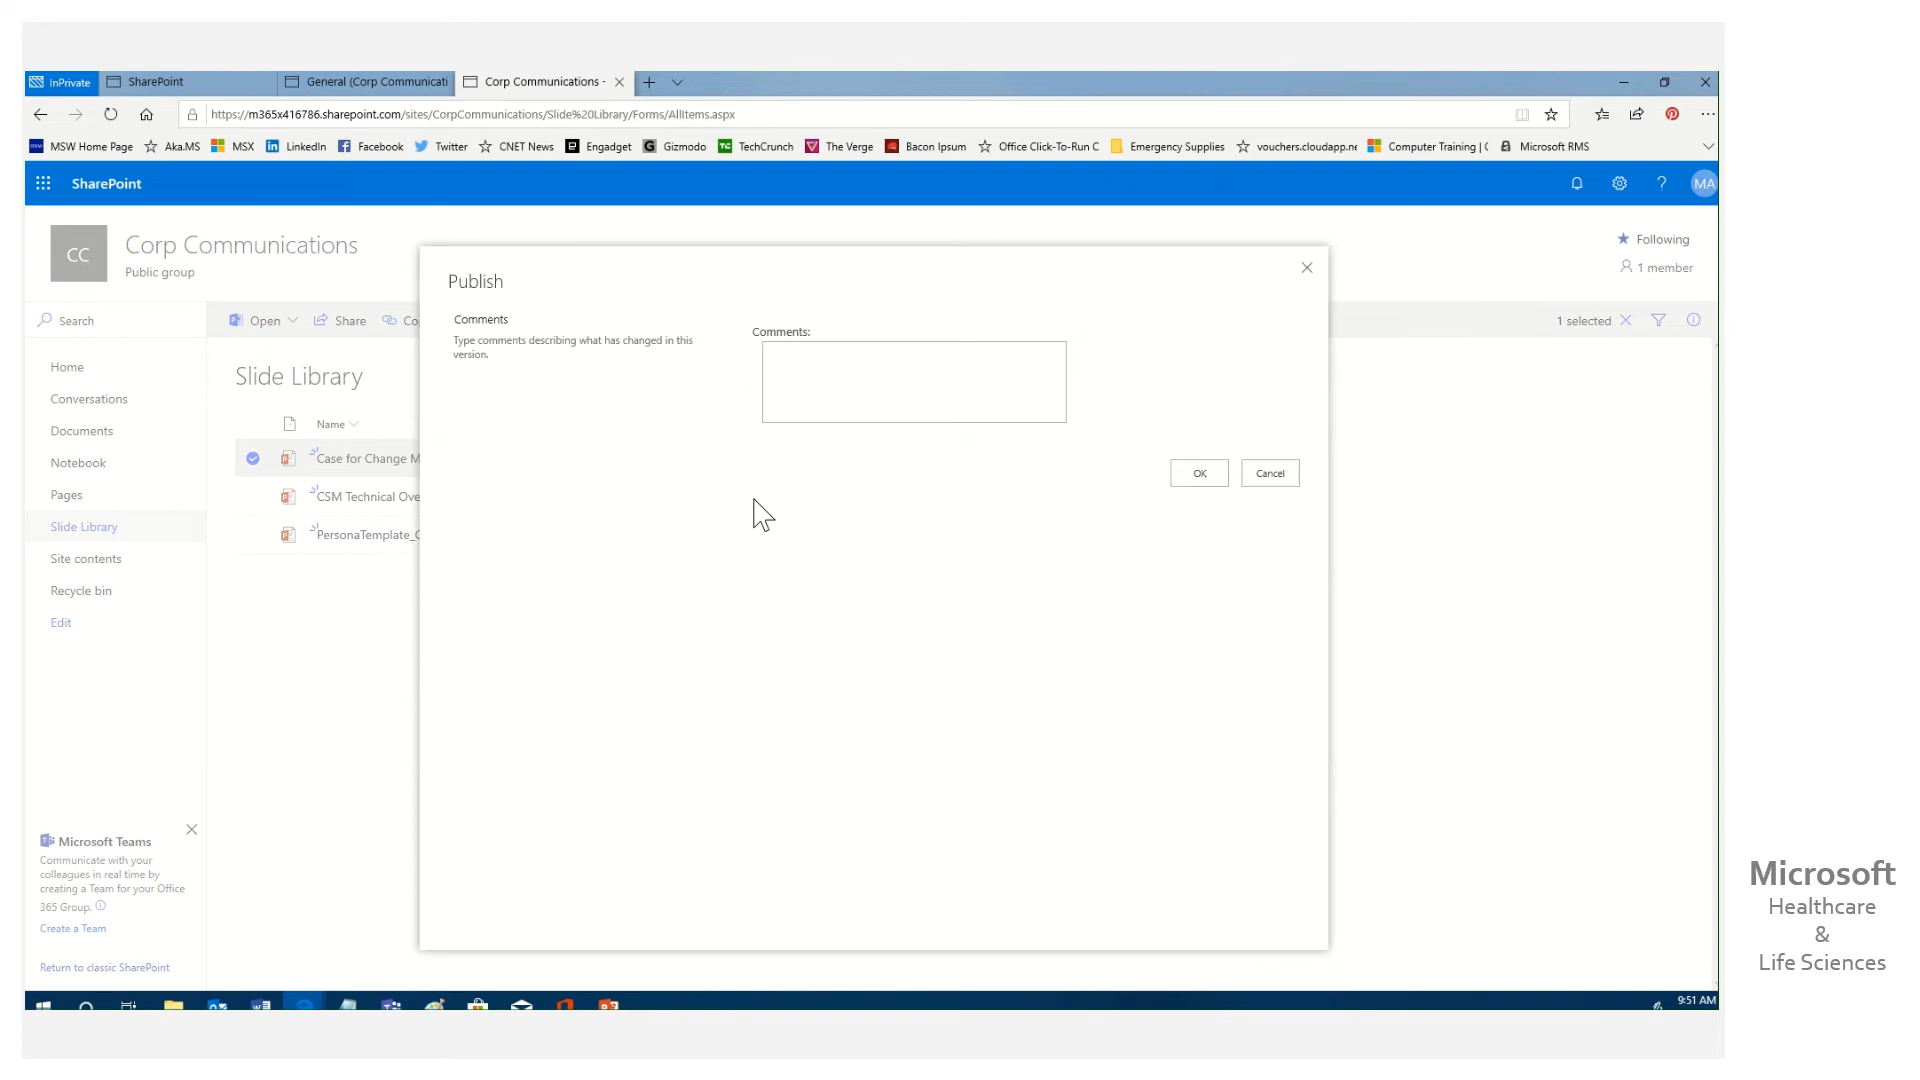 InPrivate SharePoint General (Corp Communicati Corp Communications -
https://m365x416786.sharepoint.com/sites/CorpCommunications/Slide%20Library/Forms/AllItems.aspx
MSW Home Page Aka.MS MSX LinkedIn Facebook Twitter CNET News Engadget Gizmodo TechCrunch The Verge Bacon Ipsum Office Click-To-Run C Emergency Supplies vouchers.cloudapp.ne Computer Training | ( Microsoft RMS
SharePoint ? MA
CC Corp Communications
Public group
Following
1 member
Search
Open Share Co
1 selected
Home
Conversations
Documents
Notebook
Pages
Slide Library
Site contents
Recycle bin
Edit
Slide Library
Name
Case for Change M
CSM Technical Ove
PersonaTemplate_C
Publish
Comments
Type comments describing what has changed in this
version.
Comments:
OK Cancel
Microsoft Teams
Communicate with your
colleagues in real time by
creating a Team for your Office
365 Group.
Create a Team
Return to classic SharePoint
9:51 AM
Microsoft
Healthcare
&
Life Sciences